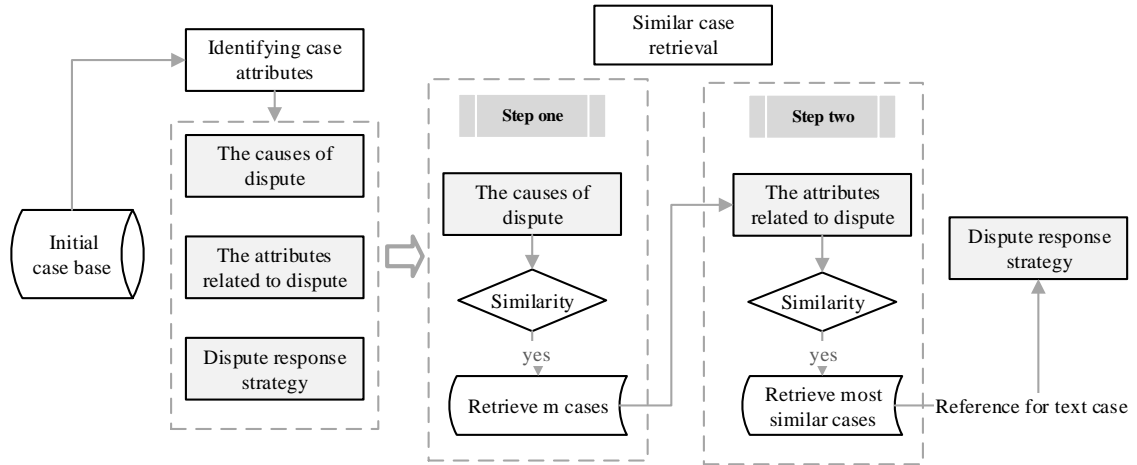 Identifying case
attributes
The causes of
dispute
Initial
case base
The attributes
related to dispute
Dispute response
strategy
Similar case
retrieval
Step one
The causes of
dispute
Similarity
yes
Retrieve m cases
Step two
The attributes
related to dispute
Similarity
yes
Retrieve most
similar cases
Reference for text case
Dispute response
strategy